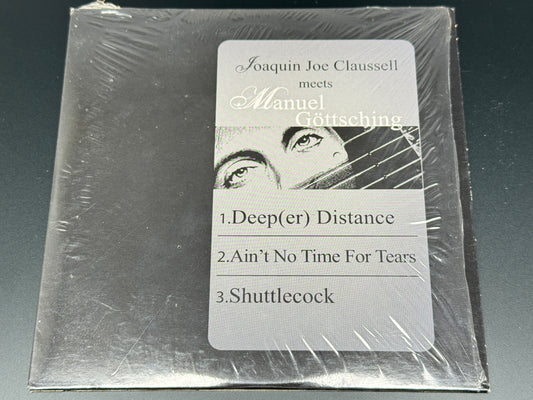 Joaquin Joe Claussell
meets
Manuel
Göttsching
1.Deep(er) Distance
2.Ain't No Time For Tears
3.Shuttlecock